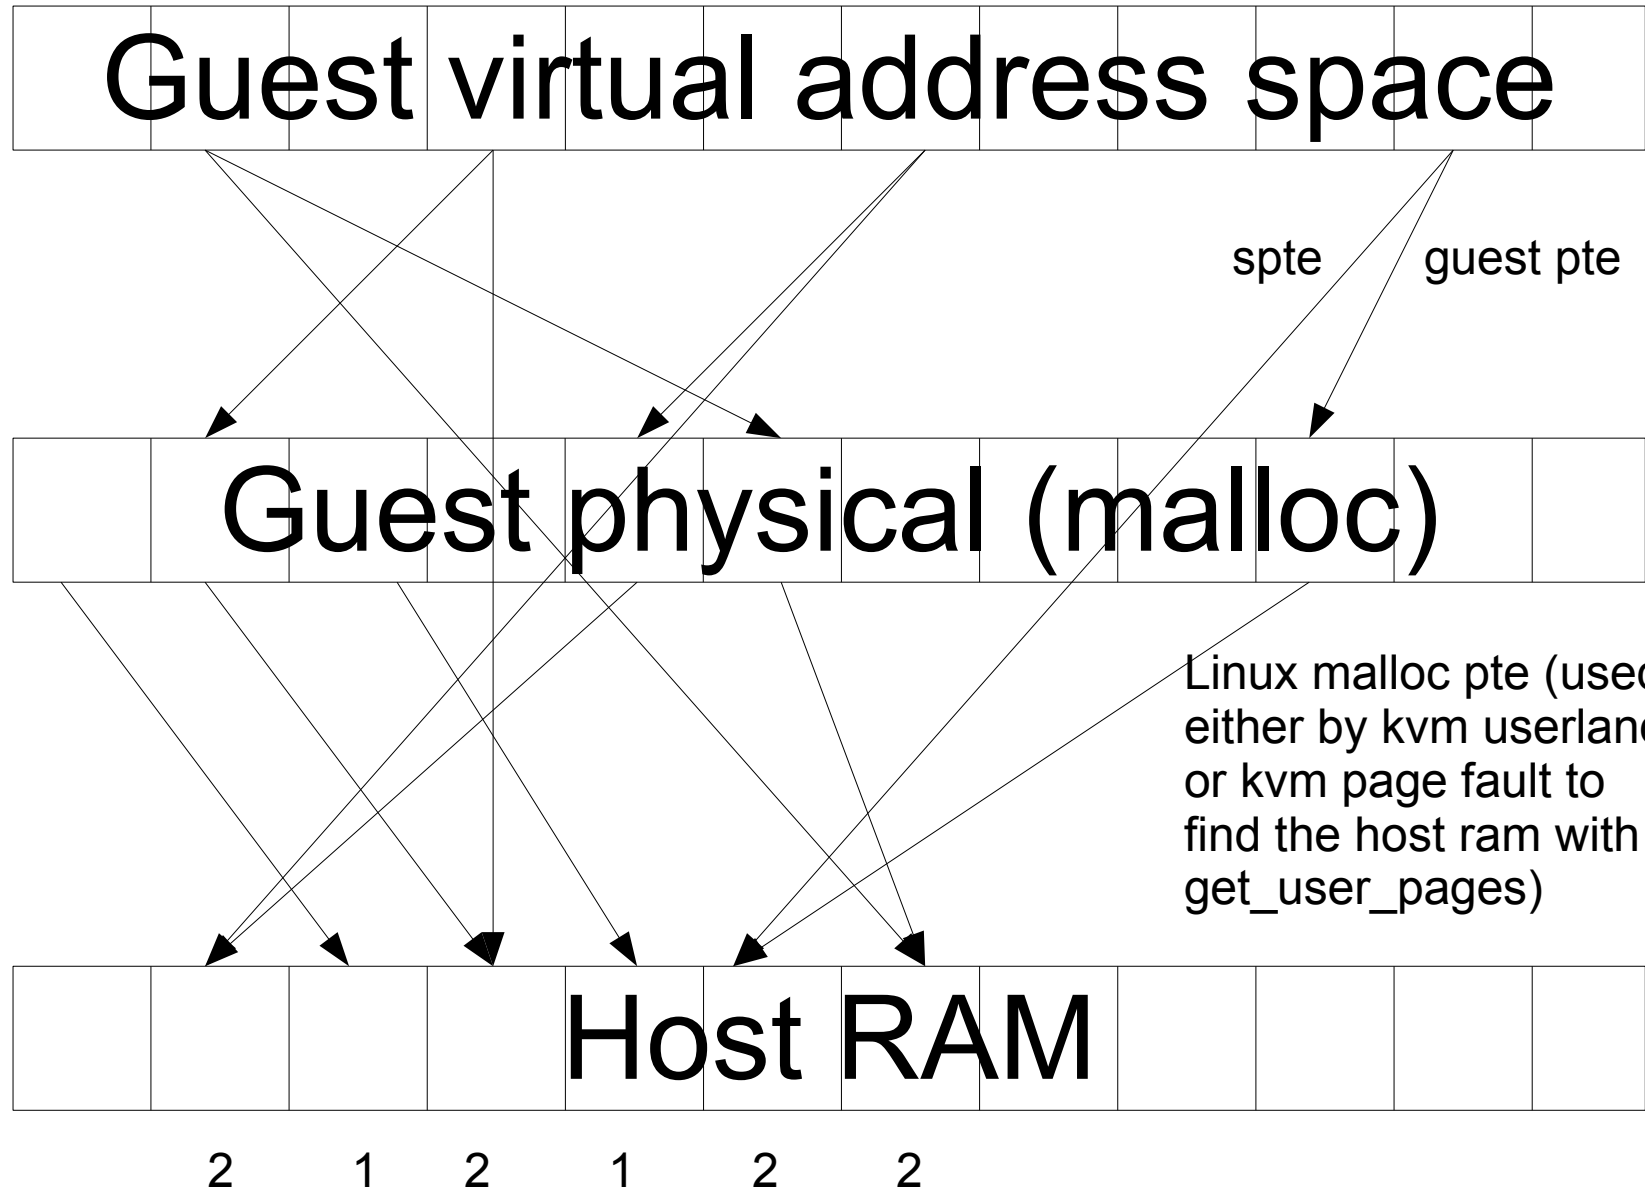 Guest virtual address space
spte
guest pte
Guest physical (malloc)
Linux malloc pte (used
either by kvm userland
or kvm page fault to
find the host ram with
get_user_pages)
Host RAM
2 1 2 1 2 2